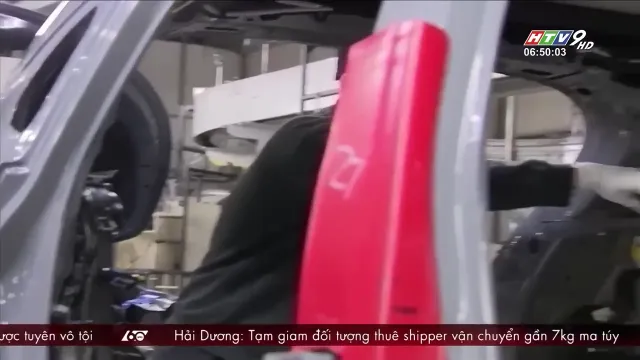 HTV9 HD
06:50:03
27
ược tuyên vô tội
60 Hải Dương: Tạm giam đối tượng thuê shipper vận chuyển gần 7kg ma túy